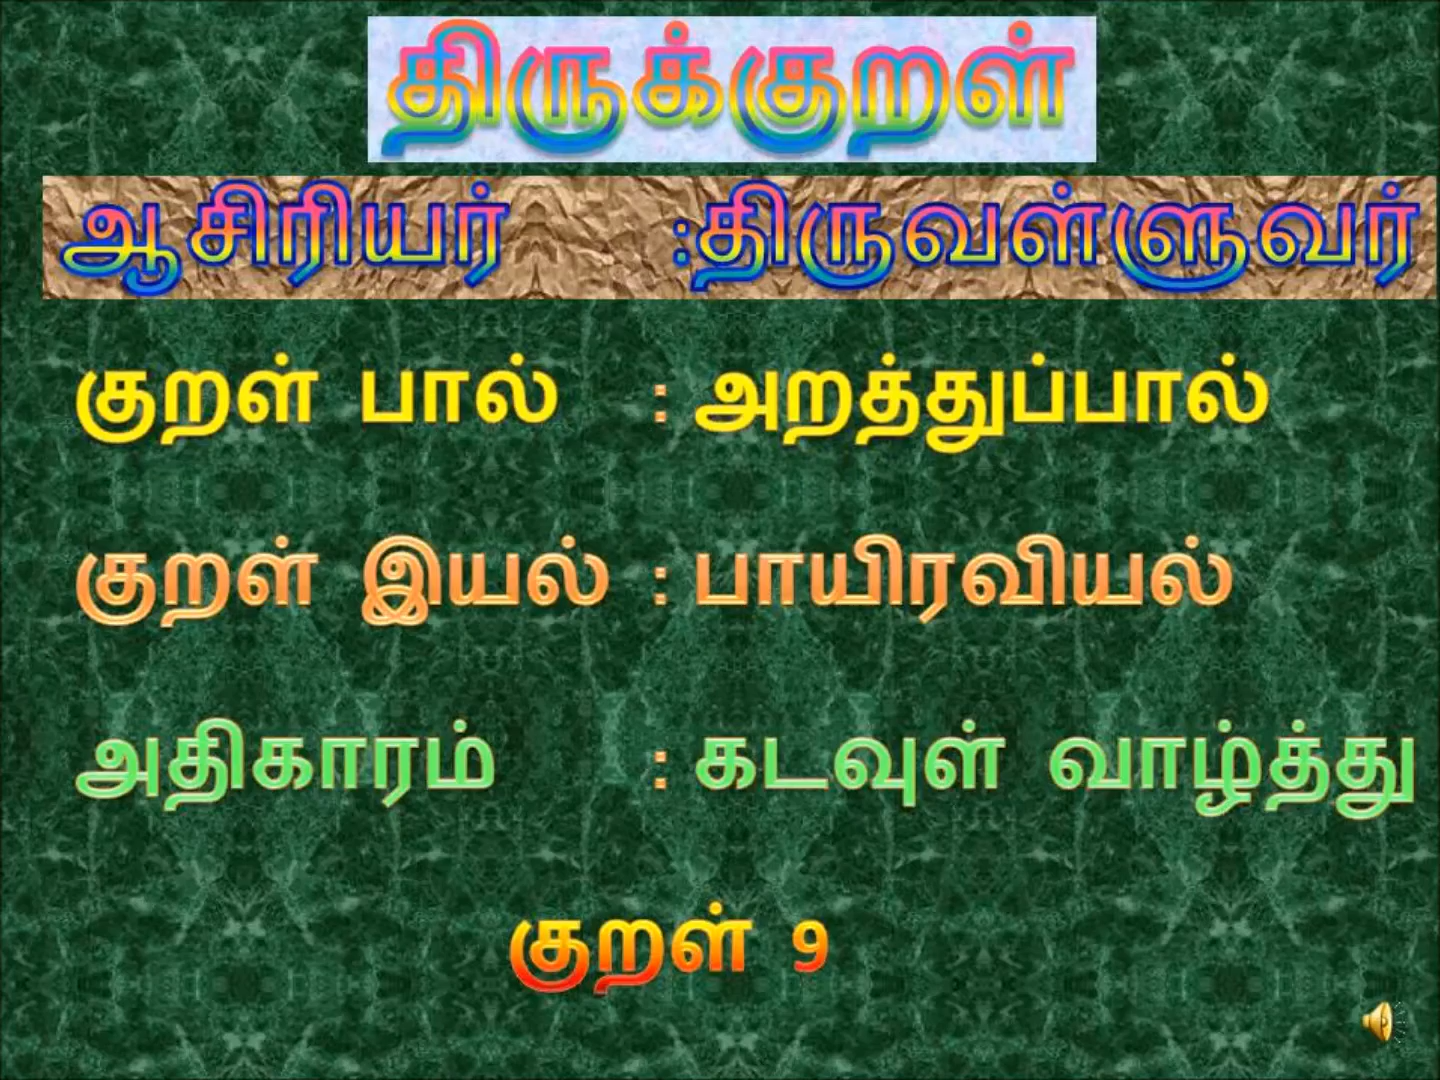 திருக்குறள்
ஆசிரியர் :திருவள்ளுவர்
குறள் பால் : அறத்துப்பால்
குறள் இயல் : பாயிரவியல்
அதிகாரம் : கடவுள் வாழ்த்து
குறள் 9